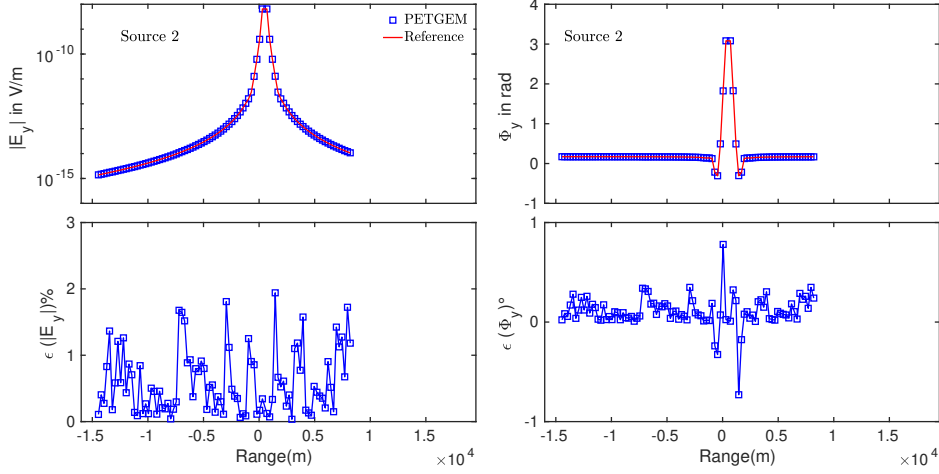 Source 2
PETGEM
Reference
10^-10
10^-15
|E_y| in V/m
Source 2
4
3
2
1
0
-1
Φ_y in rad
3
2
1
0
ϵ (|E_y|)%
-1.5 -1 -0.5 0 0.5 1 1.5
Range(m)
× 10^4
1
0
-1
ϵ (Φ_y)°
-1.5 -1 -0.5 0 0.5 1 1.5
Range(m)
× 10^4